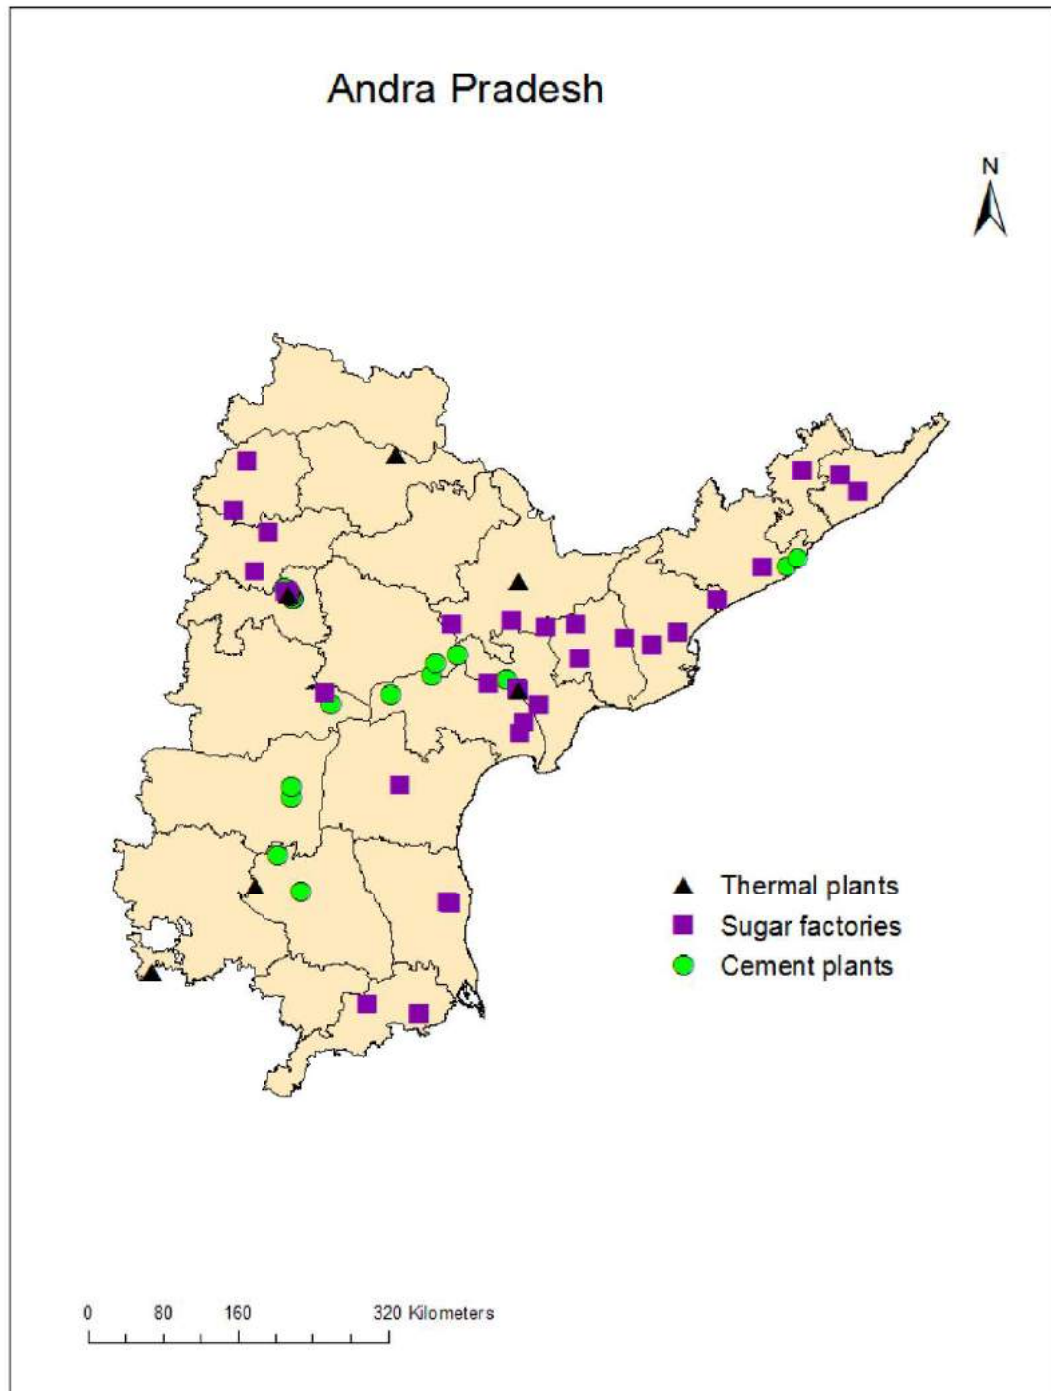 Andra Pradesh
N
Thermal plants
Sugar factories
Cement plants
0 80 160 320 Kilometers